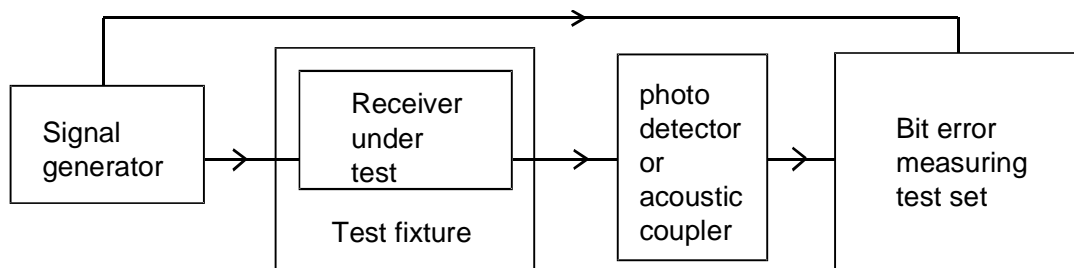 Signal
generator
Receiver
under
test
Test fixture
photo
detector
or
acoustic
coupler
Bit error
measuring
test set